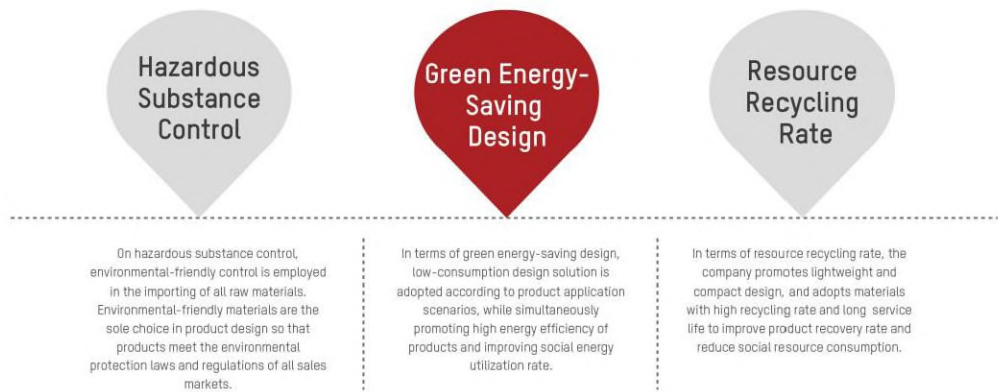 Hazardous
Substance
Control
Green Energy-
Saving
Design
Resource
Recycling
Rate
On hazardous substance control,
environmental-friendly control is employed
in the importing of all raw materials.
Environmental-friendly materials are the
sole choice in product design so that
products meet the environmental
protection laws and regulations of all sales
markets.
In terms of green energy-saving design,
low-consumption design solution is
adopted according to product application
scenarios, while simultaneously
promoting high energy efficiency of
products and improving social energy
utilization rate.
In terms of resource recycling rate, the
company promotes lightweight and
compact design, and adopts materials
with high recycling rate and long service
life to improve product recovery rate and
reduce social resource consumption.